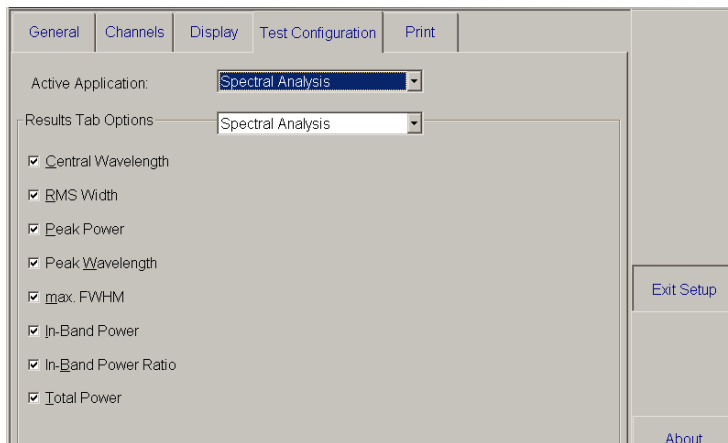 General Channels Display Test Configuration Print
Active Application: Spectral Analysis
Results Tab Options Spectral Analysis
Central Wavelength
RMS Width
Peak Power
Peak Wavelength
max. FWHM
In-Band Power
In-Band Power Ratio
Total Power
Exit Setup
About